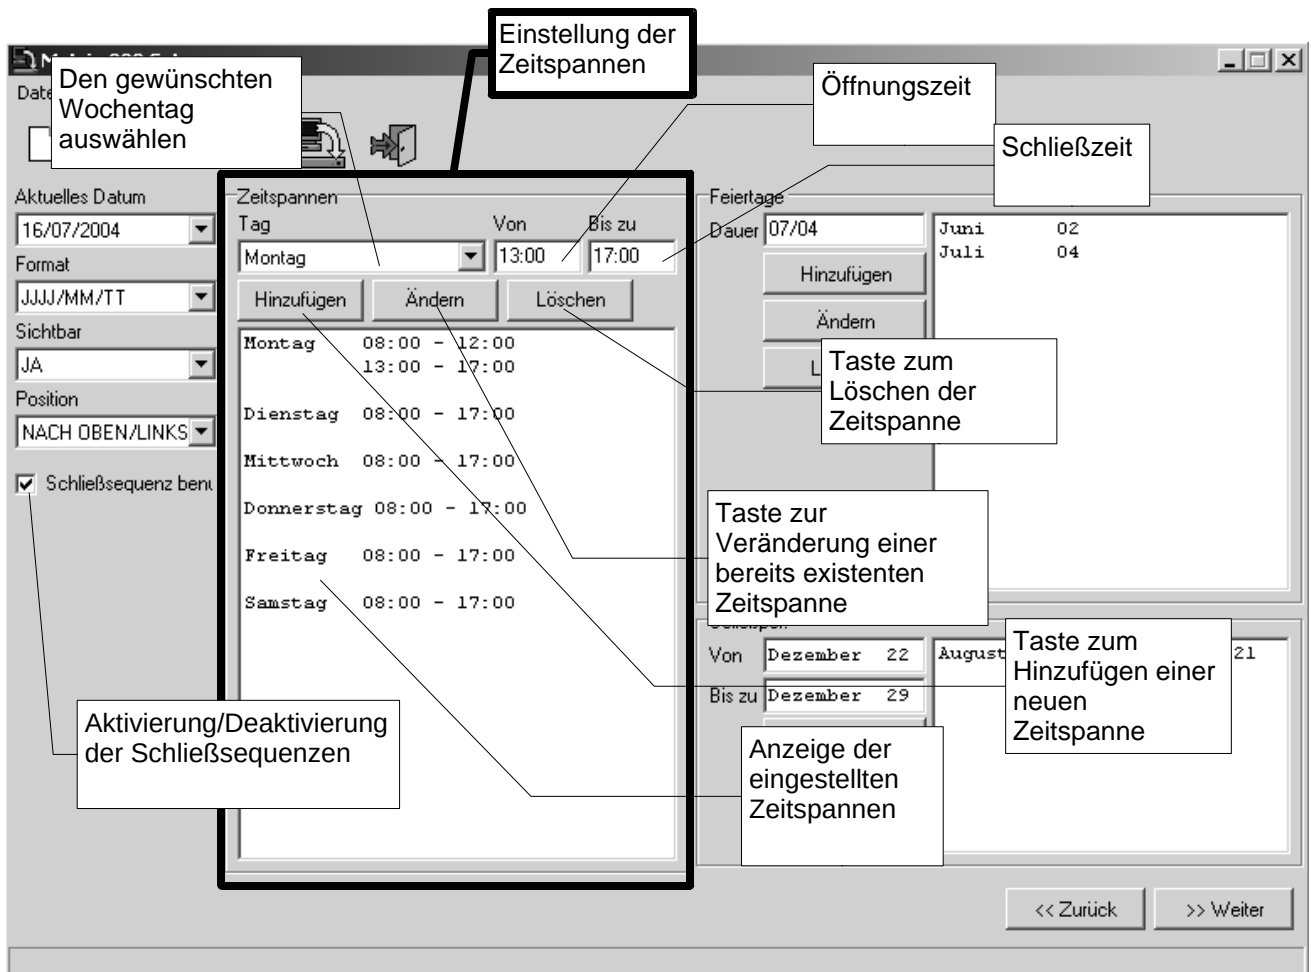 Einstellung der
Zeitspannen
Den gewünschten
Wochentag
auswählen
Öffnungszeit
Schließzeit
Aktuelles Datum
16/07/2004
Format
JJJJ/MM/TT
Sichtbar
JA
Position
NACH OBEN/LINKS
Schließsequenz
Zeitspannen
Tag Von Bis zu
Montag 13:00 17:00
Hinzufügen Ändern Löschen
Montag 08:00 - 12:00
13:00 - 17:00
Dienstag 08:00 - 17:00
Mittwoch 08:00 - 17:00
Donnerstag 08:00 - 17:00
Freitag 08:00 - 17:00
Samstag 08:00 - 17:00
Feiertage
Dauer 07/04
Hinzufügen
Ändern
Juni 02
Juli 04
Taste zum
Löschen der
Zeitspanne
Taste zur
Veränderung einer
bereits existenten
Zeitspanne
Von Dezember 22
Bis zu Dezember 29
August 21
Taste zum
Hinzufügen einer
neuen
Zeitspanne
Aktivierung/Deaktivierung
der Schließsequenzen
Anzeige der
eingestellten
Zeitspannen
<< Zurück >> Weiter